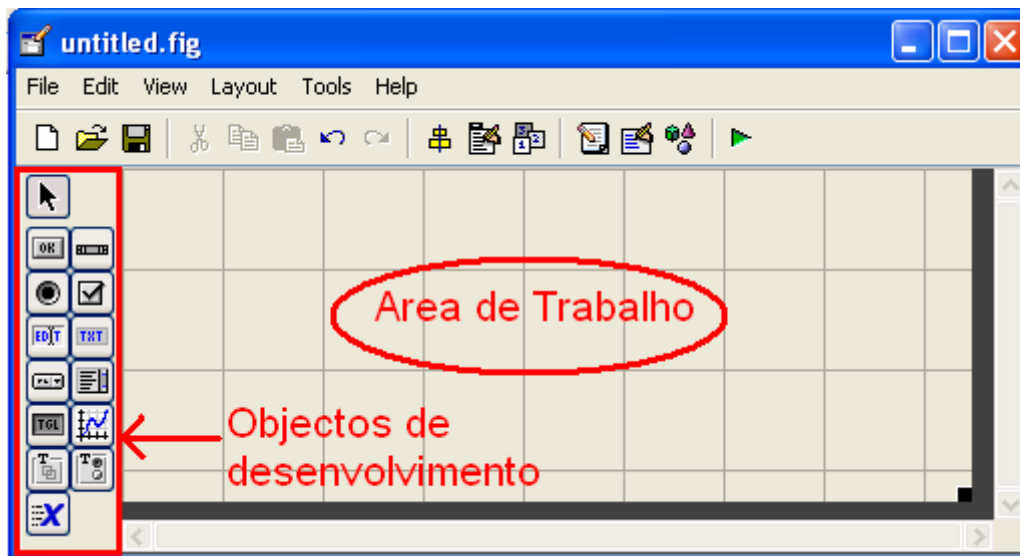 untitled.fig
File Edit View Layout Tools Help
OK
Area de Trabalho
EDIT TXT
TGL
Objectos de
desenvolvimento
T T
X